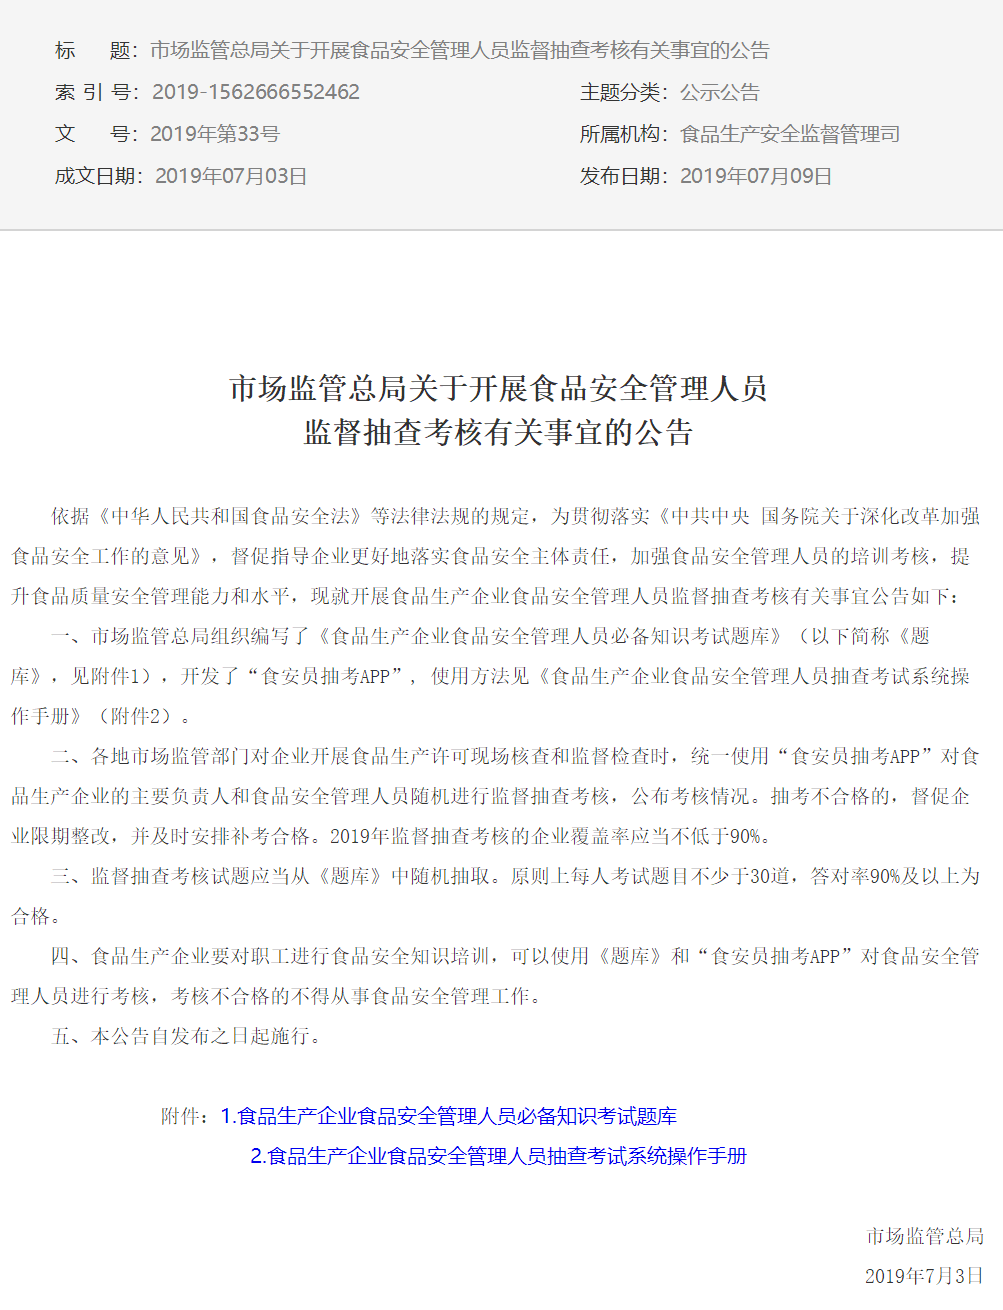 标 题：市场监管总局关于开展食品安全管理人员监督抽查考核有关事宜的公告
索 引 号：2019-1562666552462 主题分类：公示公告
文 号：2019年第33号 所属机构：食品生产安全监督管理司
成文日期：2019年07月03日 发布日期：2019年07月09日
市场监管总局关于开展食品安全管理人员
监督抽查考核有关事宜的公告
依据《中华人民共和国食品安全法》等法律法规的规定，为贯彻落实《中共中央 国务院关于深化改革加强
食品安全工作的意见》，督促指导企业更好地落实食品安全主体责任，加强食品安全管理人员的培训考核，提
升食品质量安全管理能力和水平，现就开展食品生产企业食品安全管理人员监督抽查考核有关事宜公告如下：
一、市场监管总局组织编写了《食品生产企业食品安全管理人员必备知识考试题库》（以下简称《题
库》，见附件1），开发了“食安员抽考APP”, 使用方法见《食品生产企业食品安全管理人员抽查考试系统操
作手册》（附件2）。
二、各地市场监管部门对企业开展食品生产许可现场核查和监督检查时，统一使用“食安员抽考APP”对食
品生产企业的主要负责人和食品安全管理人员随机进行监督抽查考核，公布考核情况。抽考不合格的，督促企
业限期整改，并及时安排补考合格。2019年监督抽查考核的企业覆盖率应当不低于90%。
三、监督抽查考核试题应当从《题库》中随机抽取。原则上每人考试题目不少于30道，答对率90%及以上为
合格。
四、食品生产企业要对职工进行食品安全知识培训，可以使用《题库》和“食安员抽考APP”对食品安全管
理人员进行考核，考核不合格的不得从事食品安全管理工作。
五、本公告自发布之日起施行。
附件：1.食品生产企业食品安全管理人员必备知识考试题库
2.食品生产企业食品安全管理人员抽查考试系统操作手册
市场监管总局
2019年7月3日